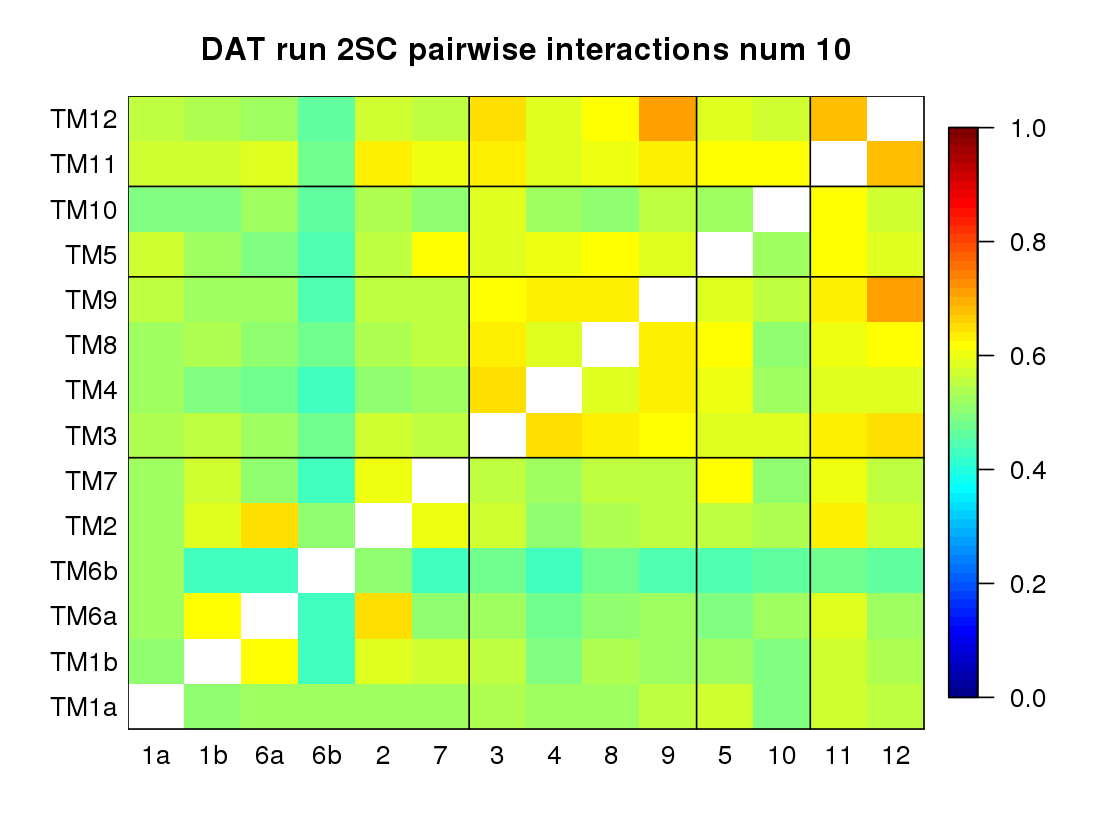 DAT run 2SC pairwise interactions num 10
TM12
TM11
TM10
TM5
TM9
TM8
TM4
TM3
TM7
TM2
TM6b
TM6a
TM1b
TM1a
1a 1b 6a 6b 2 7 3 4 8 9 5 10 11 12
1.0
0.8
0.6
0.4
0.2
0.0